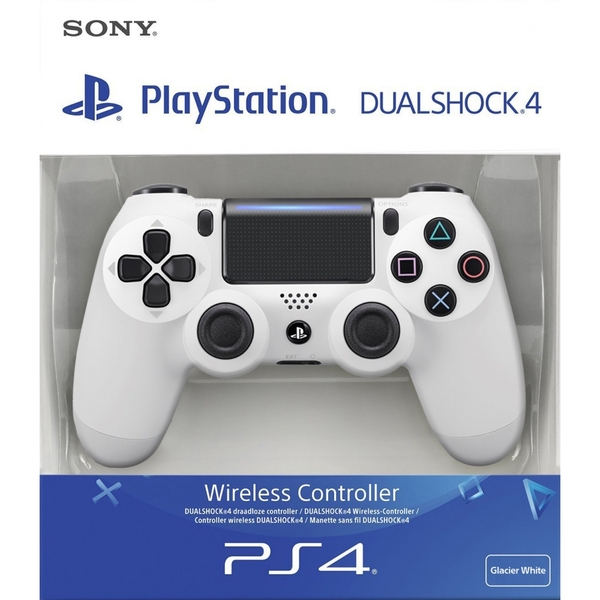 SONY®
PlayStation® DUALSHOCK®4
SHARE OPTIONS
EXT
Wireless Controller
DUALSHOCK®4 draadloze controller / DUALSHOCK®4 Wireless-Controller /
Controller wireless DUALSHOCK®4 / Manette sans fil DUALSHOCK®4
PS4®
Glacier White